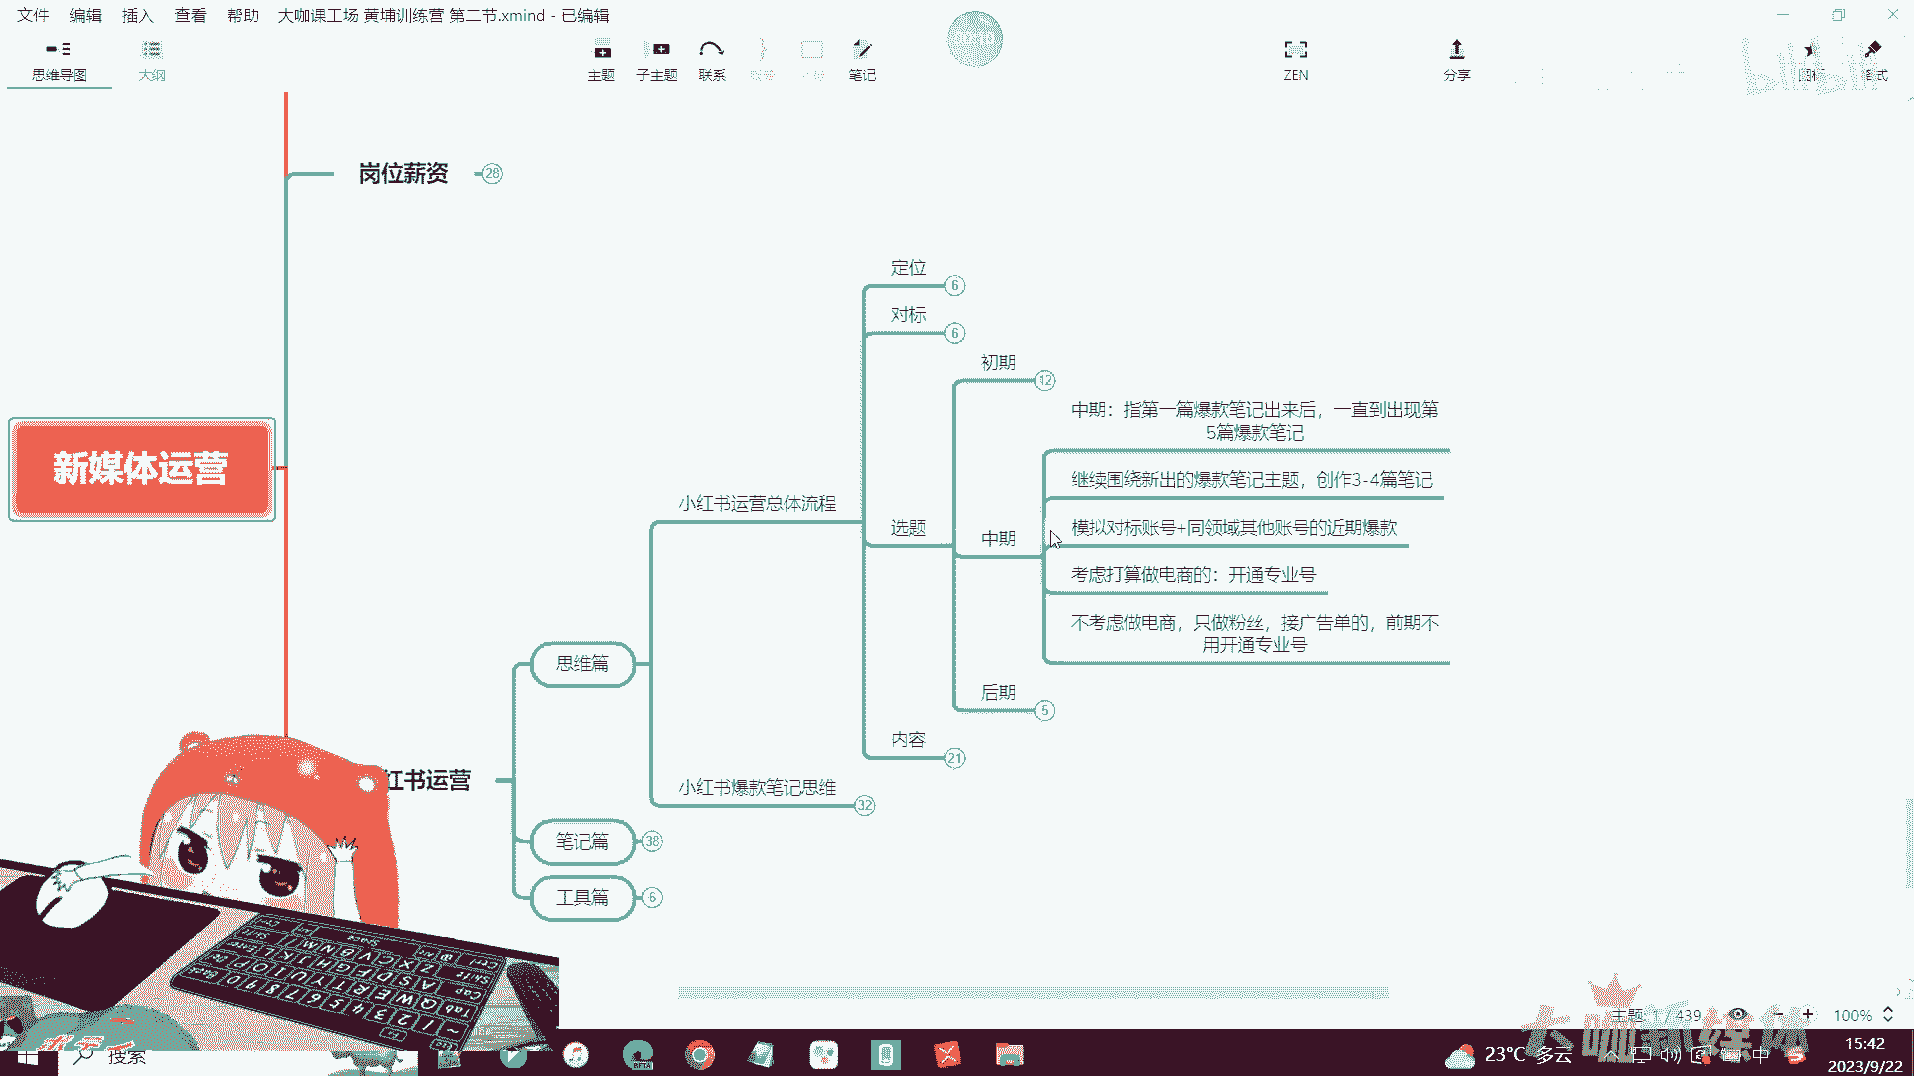 文件 编辑 插入 查看 帮助 大咖课工场 黄埔训练营 第二节.xmind - 已编辑
思维导图 大纲 主题 子主题 联系 笔记 ZEN 分享
岗位薪资 28
定位 6
对标 6
初期 12
中期：指第一篇爆款笔记出来后，一直到出现第
5篇爆款笔记
新媒体运营
继续围绕新出的爆款笔记主题，创作3-4篇笔记
小红书运营总体流程
选题
模拟对标账号+同领域其他账号的近期爆款
中期
考虑打算做电商的：开通专业号
不考虑做电商，只做粉丝，接广告单的，前期不
用开通专业号
思维篇
后期 5
内容 21
红书运营
小红书爆款笔记思维 32
笔记篇 38
工具篇 6
主题: 1 / 439
100%
搜索
23°C 多云
中
15:42
2023/9/22